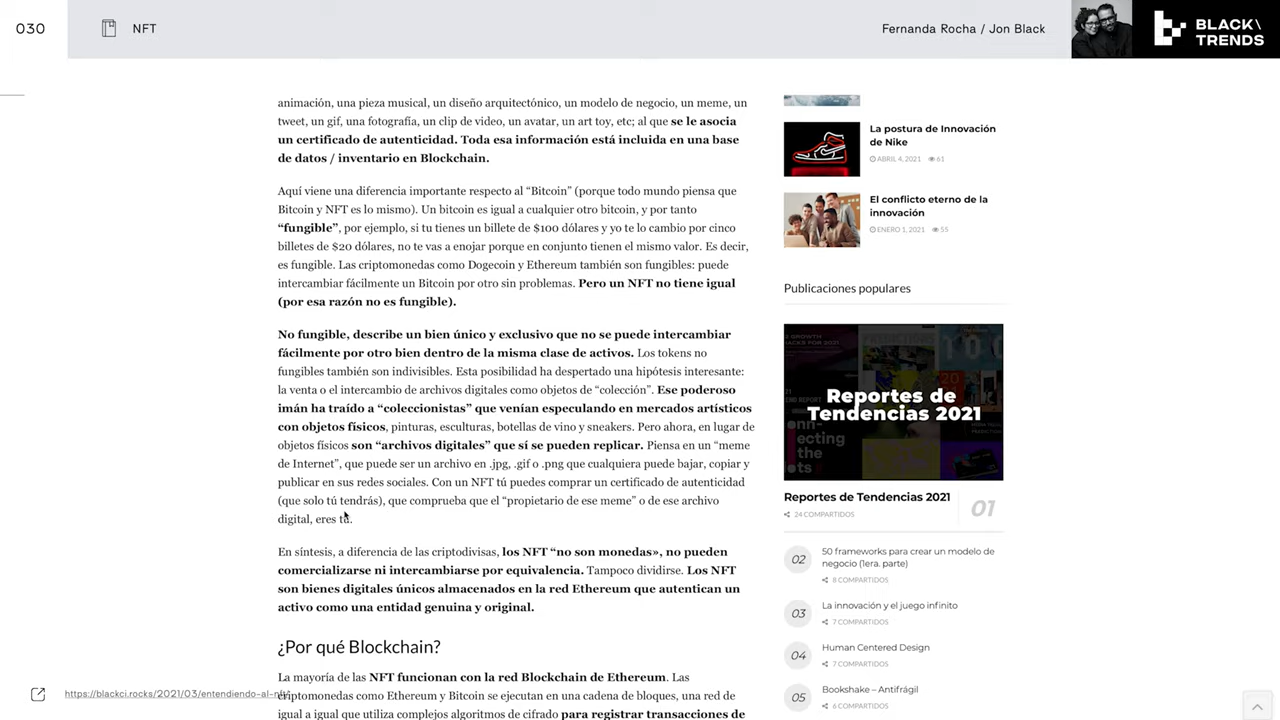 030
NFT
Fernanda Rocha / Jon Black
BLACK\
TRENDS
animación, una pieza musical, un diseño arquitectónico, un modelo de negocio, un meme, un
tweet, un gif, una fotografía, un clip de video, un avatar, un art toy, etc; al que se le asocia
un certificado de autenticidad. Toda esa información está incluida en una base
de datos / inventario en Blockchain.
Aquí viene una diferencia importante respecto al “Bitcoin” (porque todo mundo piensa que
Bitcoin y NFT es lo mismo). Un bitcoin es igual a cualquier otro bitcoin, y por tanto
“fungible”, por ejemplo, si tu tienes un billete de $100 dólares y yo te lo cambio por cinco
billetes de $20 dólares, no te vas a enojar porque en conjunto tienen el mismo valor. Es decir,
es fungible. Las criptomonedas como Dogecoin y Ethereum también son fungibles: puede
intercambiar fácilmente un Bitcoin por otro sin problemas. Pero un NFT no tiene igual
(por esa razón no es fungible).
No fungible, describe un bien único y exclusivo que no se puede intercambiar
fácilmente por otro bien dentro de la misma clase de activos. Los tokens no
fungibles también son indivisibles. Esta posibilidad ha despertado una hipótesis interesante:
la venta o el intercambio de archivos digitales como objetos de “colección”. Ese poderoso
imán ha traído a “coleccionistas” que venían especulando en mercados artísticos
con objetos físicos, pinturas, esculturas, botellas de vino y sneakers. Pero ahora, en lugar de
objetos físicos son “archivos digitales” que sí se pueden replicar. Piensa en un “meme
de Internet”, que puede ser un archivo en .jpg, .gif o .png que cualquiera puede bajar, copiar y
publicar en sus redes sociales. Con un NFT tú puedes comprar un certificado de autenticidad
(que solo tú tendrás), que comprueba que el “propietario de ese meme” o de ese archivo
digital, eres tú.
En síntesis, a diferencia de las criptodivisas, los NFT “no son monedas», no pueden
comercializarse ni intercambiarse por equivalencia. Tampoco dividirse. Los NFT
son bienes digitales únicos almacenados en la red Ethereum que autentican un
activo como una entidad genuina y original.
¿Por qué Blockchain?
La mayoría de las NFT funcionan con la red Blockchain de Ethereum. Las
criptomonedas como Ethereum y Bitcoin se ejecutan en una cadena de bloques, una red de
igual a igual que utiliza complejos algoritmos de cifrado para registrar transacciones de
https://blackci.rocks/2021/03/entendiendo-al-nft/
La postura de Innovación
de Nike
ABRIL 4, 2021 61
El conflicto eterno de la
innovación
ENERO 1, 2021 55
Publicaciones populares
Reportes de
Tendencias 2021
Reportes de Tendencias 2021
24 COMPARTIDOS
01
02
50 frameworks para crear un modelo de
negocio (1era. parte)
8 COMPARTIDOS
03
La innovación y el juego infinito
7 COMPARTIDOS
04
Human Centered Design
7 COMPARTIDOS
05
Bookshake – Antifrágil
6 COMPARTIDOS